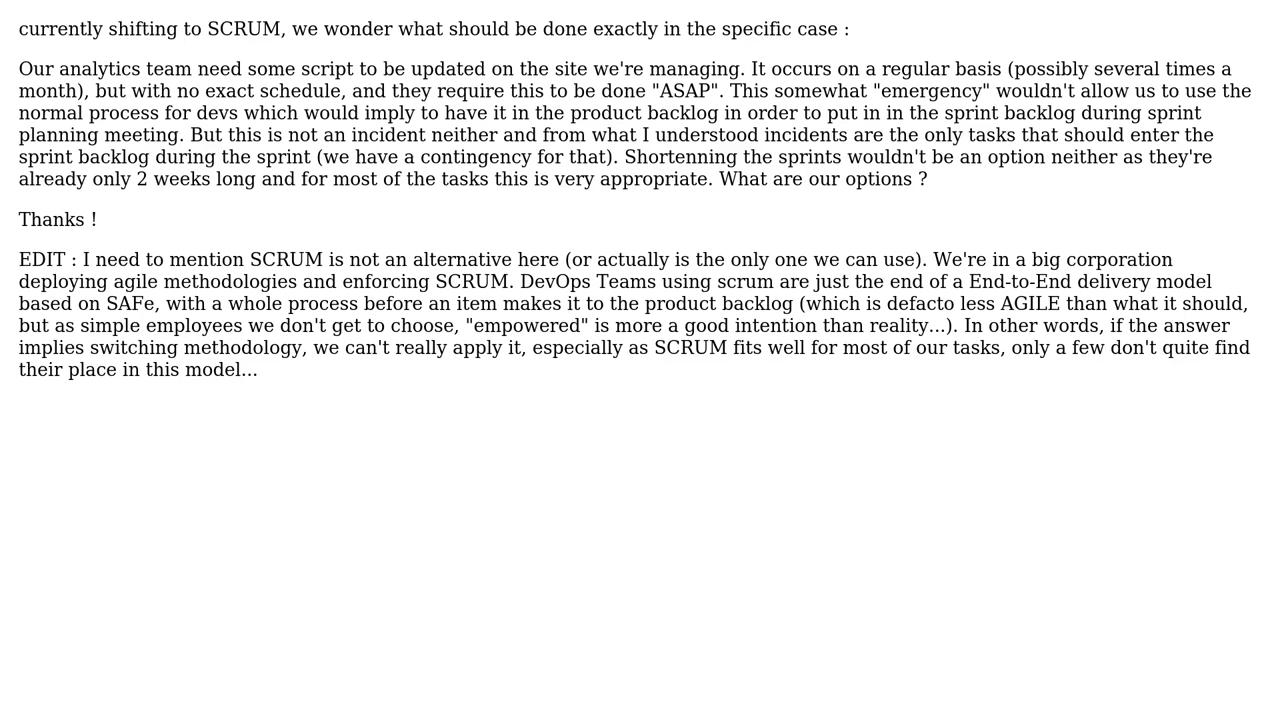 currently shifting to SCRUM, we wonder what should be done exactly in the specific case :
Our analytics team need some script to be updated on the site we're managing. It occurs on a regular basis (possibly several times a
month), but with no exact schedule, and they require this to be done "ASAP". This somewhat "emergency" wouldn't allow us to use the
normal process for devs which would imply to have it in the product backlog in order to put in in the sprint backlog during sprint
planning meeting. But this is not an incident neither and from what I understood incidents are the only tasks that should enter the
sprint backlog during the sprint (we have a contingency for that). Shortenning the sprints wouldn't be an option neither as they're
already only 2 weeks long and for most of the tasks this is very appropriate. What are our options ?
Thanks !
EDIT : I need to mention SCRUM is not an alternative here (or actually is the only one we can use). We're in a big corporation
deploying agile methodologies and enforcing SCRUM. DevOps Teams using scrum are just the end of a End-to-End delivery model
based on SAFe, with a whole process before an item makes it to the product backlog (which is defacto less AGILE than what it should,
but as simple employees we don't get to choose, "empowered" is more a good intention than reality...). In other words, if the answer
implies switching methodology, we can't really apply it, especially as SCRUM fits well for most of our tasks, only a few don't quite find
their place in this model...